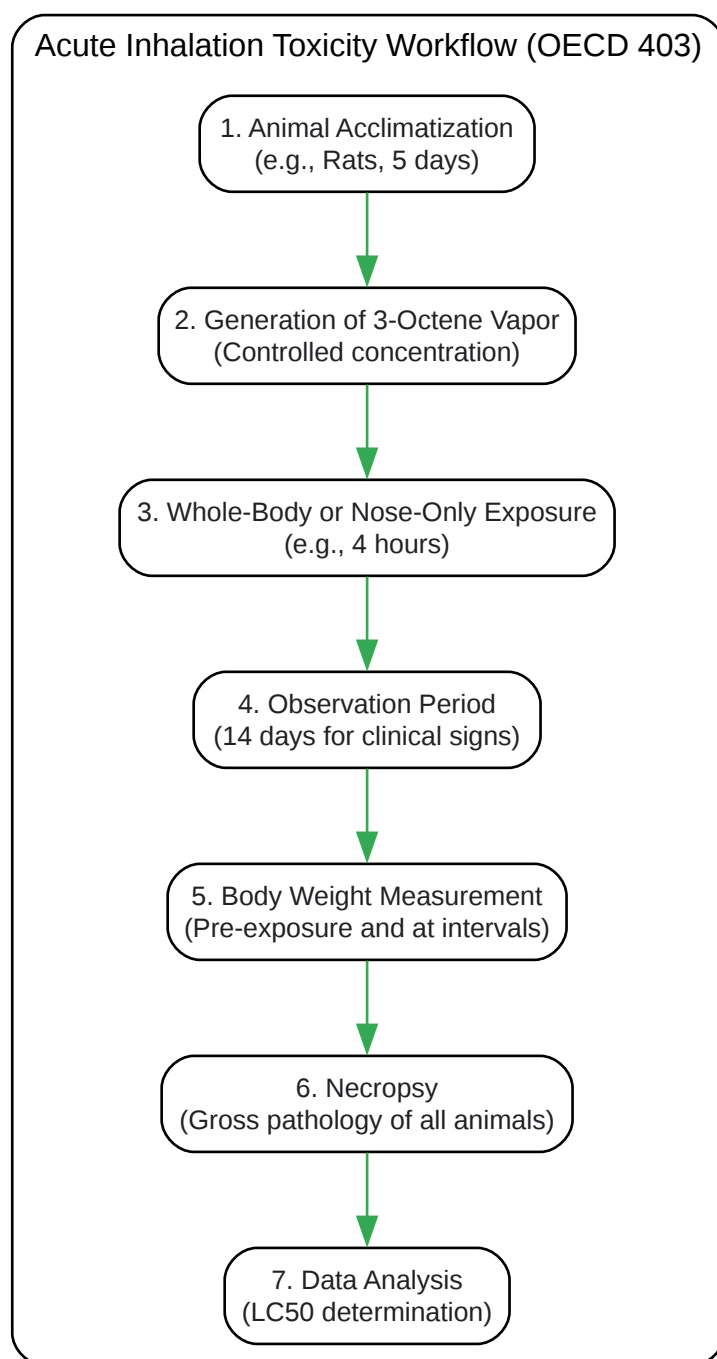 Acute Inhalation Toxicity Workflow (OECD 403)
1. Animal Acclimatization
(e.g., Rats, 5 days)
2. Generation of 3-Octene Vapor
(Controlled concentration)
3. Whole-Body or Nose-Only Exposure
(e.g., 4 hours)
4. Observation Period
(14 days for clinical signs)
5. Body Weight Measurement
(Pre-exposure and at intervals)
6. Necropsy
(Gross pathology of all animals)
7. Data Analysis
(LC50 determination)